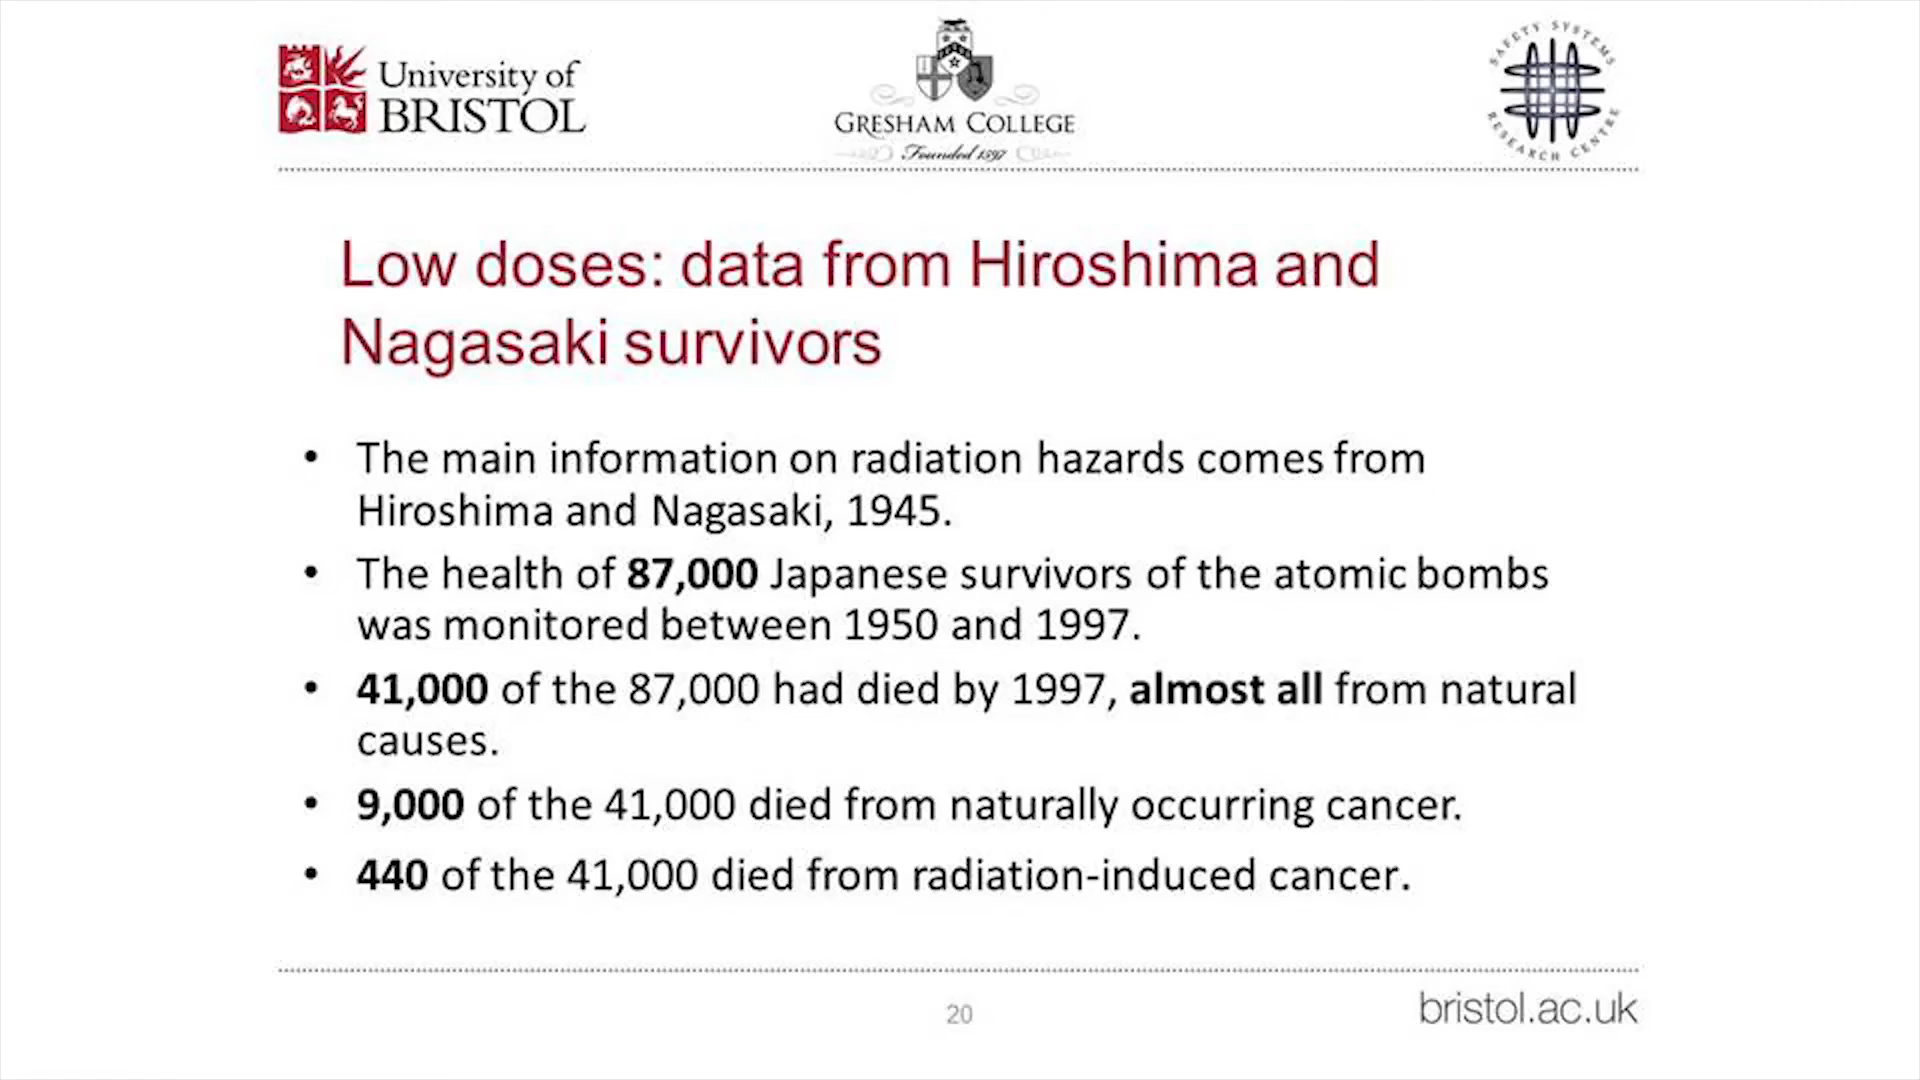 University of
BRISTOL
GRESHAM COLLEGE
Founded 1597
SAFETY SYSTEMS
RESEARCH CENTRE
Low doses: data from Hiroshima and
Nagasaki survivors
• The main information on radiation hazards comes from
Hiroshima and Nagasaki, 1945.
• The health of 87,000 Japanese survivors of the atomic bombs
was monitored between 1950 and 1997.
• 41,000 of the 87,000 had died by 1997, almost all from natural
causes.
• 9,000 of the 41,000 died from naturally occurring cancer.
• 440 of the 41,000 died from radiation-induced cancer.
20
bristol.ac.uk